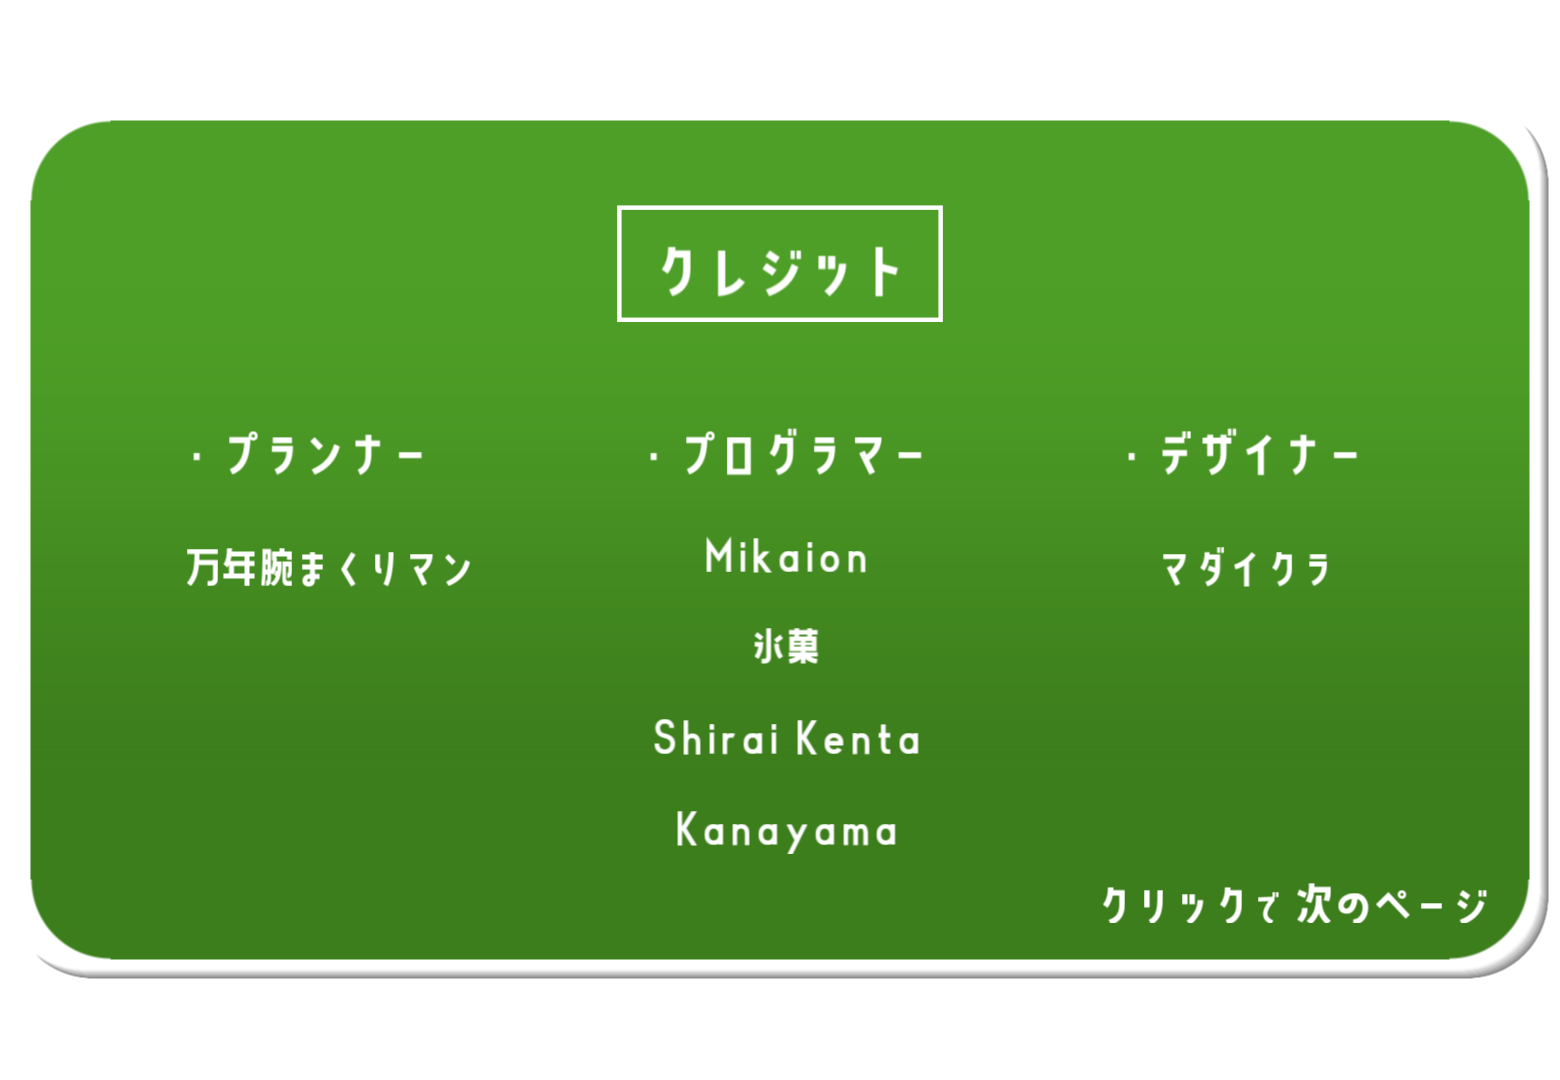 クレジット
・プランナー
万年腕まくりマン
・プログラマー
Mikaion
氷菓
Shirai Kenta
Kanayama
・デザイナー
マダイクラ
クリックで 次のページ